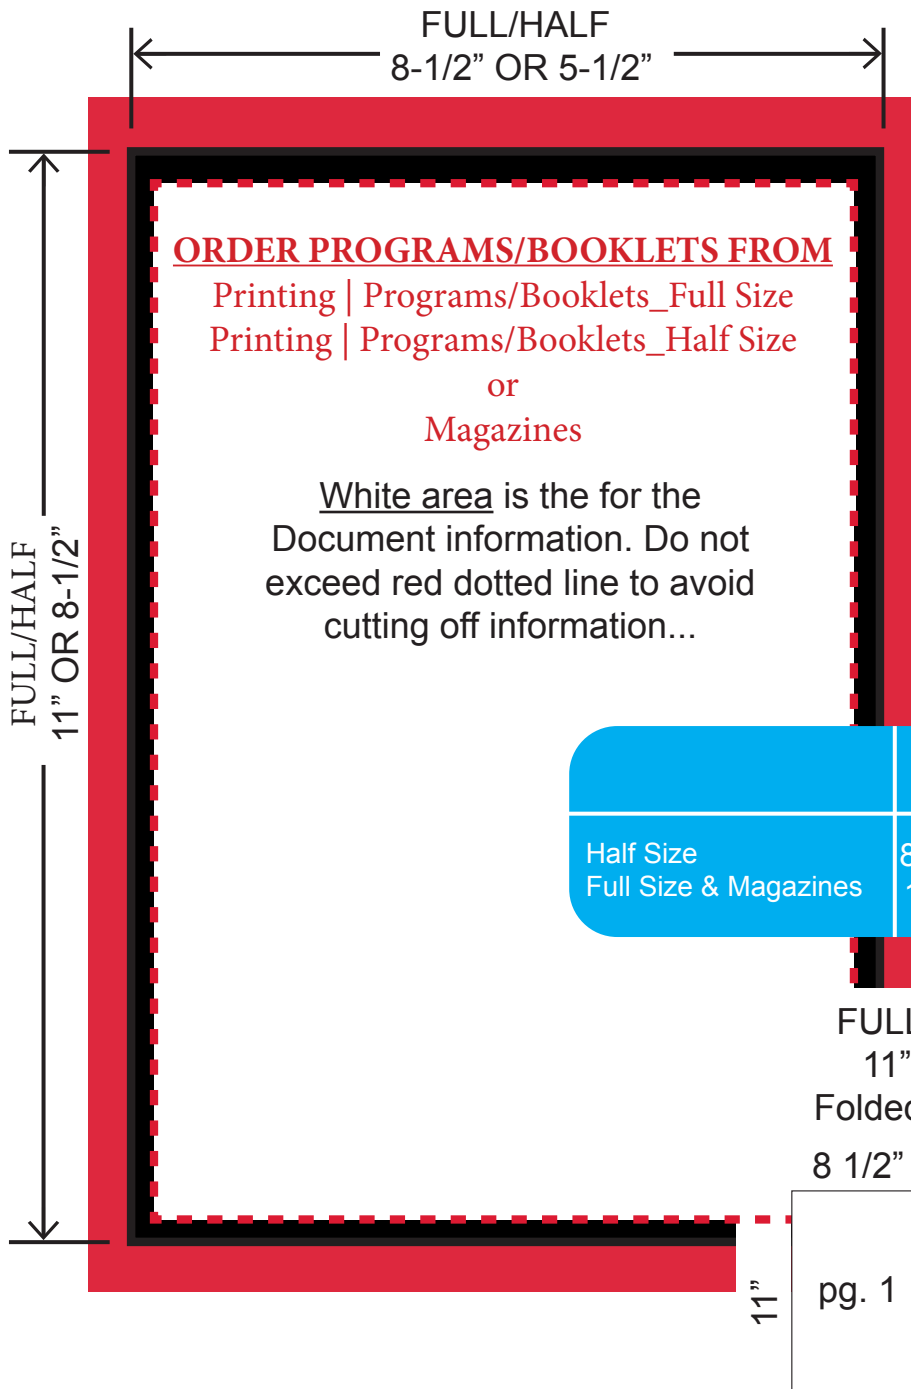 FULL/HALF
8-1/2” OR 5-1/2”
FULL/HALF
11” OR 8-1/2”
ORDER PROGRAMS/BOOKLETS FROM
Printing | Programs/Booklets_Full Size
Printing | Programs/Booklets_Half Size
or
Magazines
White area is the for the
Document information. Do not
exceed red dotted line to avoid
cutting off information...
Half Size
Full Size & Magazines
11”
Folded
8 1/2”
11”
pg. 1